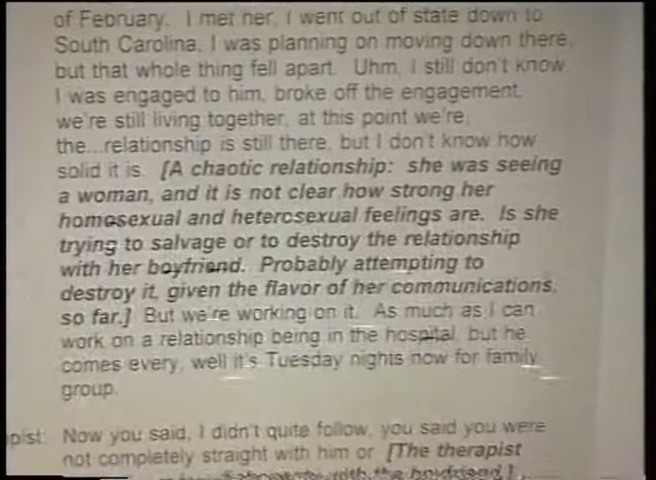 of February. I met her, I went out of state down to
South Carolina, I was planning on moving down there,
but that whole thing fell apart. Uhm, I still don't know.
I was engaged to him, broke off the engagement,
we're still living together, at this point we're,
the...relationship is still there, but I don't know how
solid it is. [A chaotic relationship: she was seeing
a woman, and it is not clear how strong her
homosexual and heterosexual feelings are. Is she
trying to salvage or to destroy the relationship
with her boyfriend. Probably attempting to
destroy it, given the flavor of her communications,
so far.] But we're working on it. As much as I can
work on a relationship being in the hospital, but he
comes every, well it's Tuesday nights now for family
group.
pist: Now you said, I didn't quite follow, you said you were
not completely straight with him or [The therapist
with the boyfriend.]